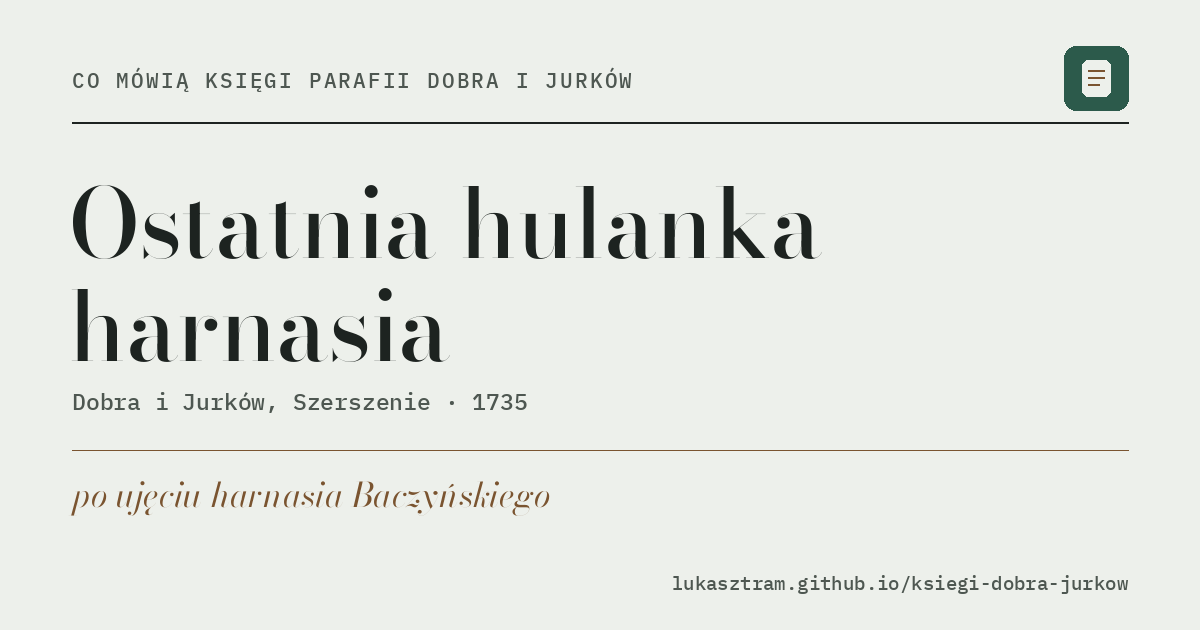 CO MÓWIĄ KSIĘGI PARAFII DOBRA I JURKÓW
Ostatnia hulanka
harnasia
Dobra i Jurków, Szerszenie · 1735
po ujęciu harnasia Baczyńskiego
lukasztram.github.io/ksiegi-dobra-jurkow